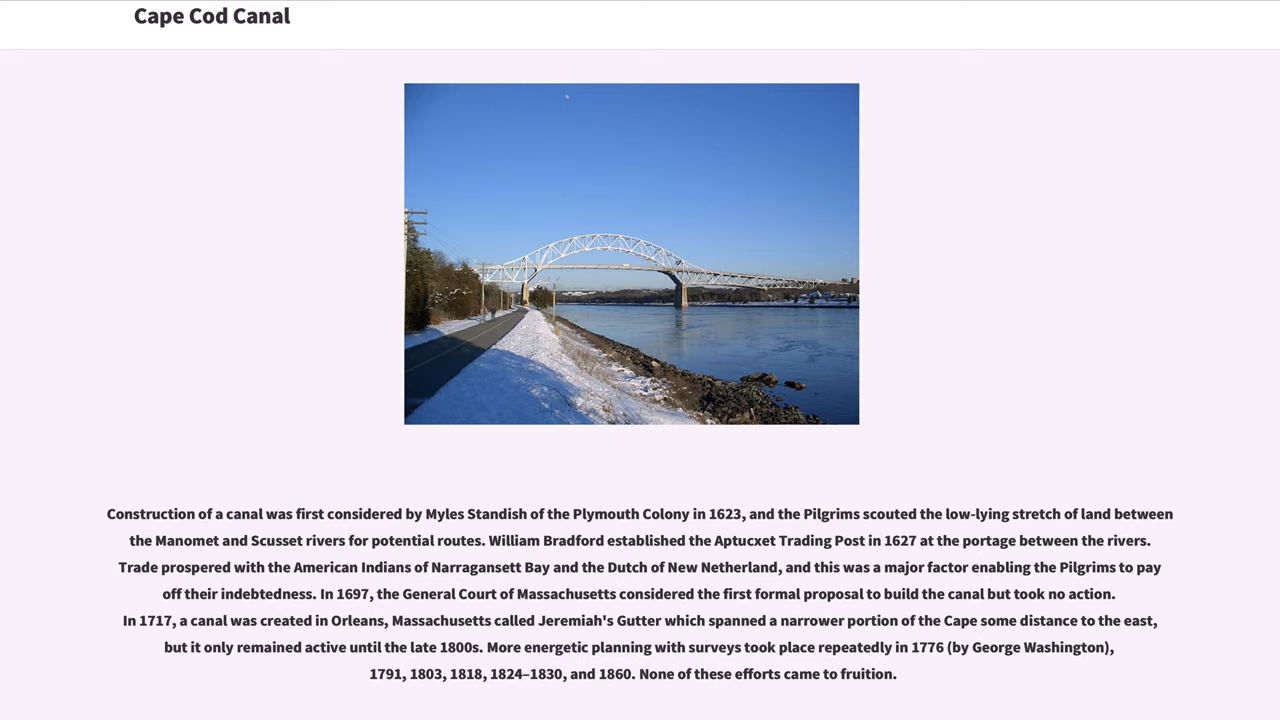 Cape Cod Canal
Construction of a canal was first considered by Myles Standish of the Plymouth Colony in 1623, and the Pilgrims scouted the low-lying stretch of land between
the Manomet and Scusset rivers for potential routes. William Bradford established the Aptucxet Trading Post in 1627 at the portage between the rivers.
Trade prospered with the American Indians of Narragansett Bay and the Dutch of New Netherland, and this was a major factor enabling the Pilgrims to pay
off their indebtedness. In 1697, the General Court of Massachusetts considered the first formal proposal to build the canal but took no action.
In 1717, a canal was created in Orleans, Massachusetts called Jeremiah's Gutter which spanned a narrower portion of the Cape some distance to the east,
but it only remained active until the late 1800s. More energetic planning with surveys took place repeatedly in 1776 (by George Washington),
1791, 1803, 1818, 1824–1830, and 1860. None of these efforts came to fruition.